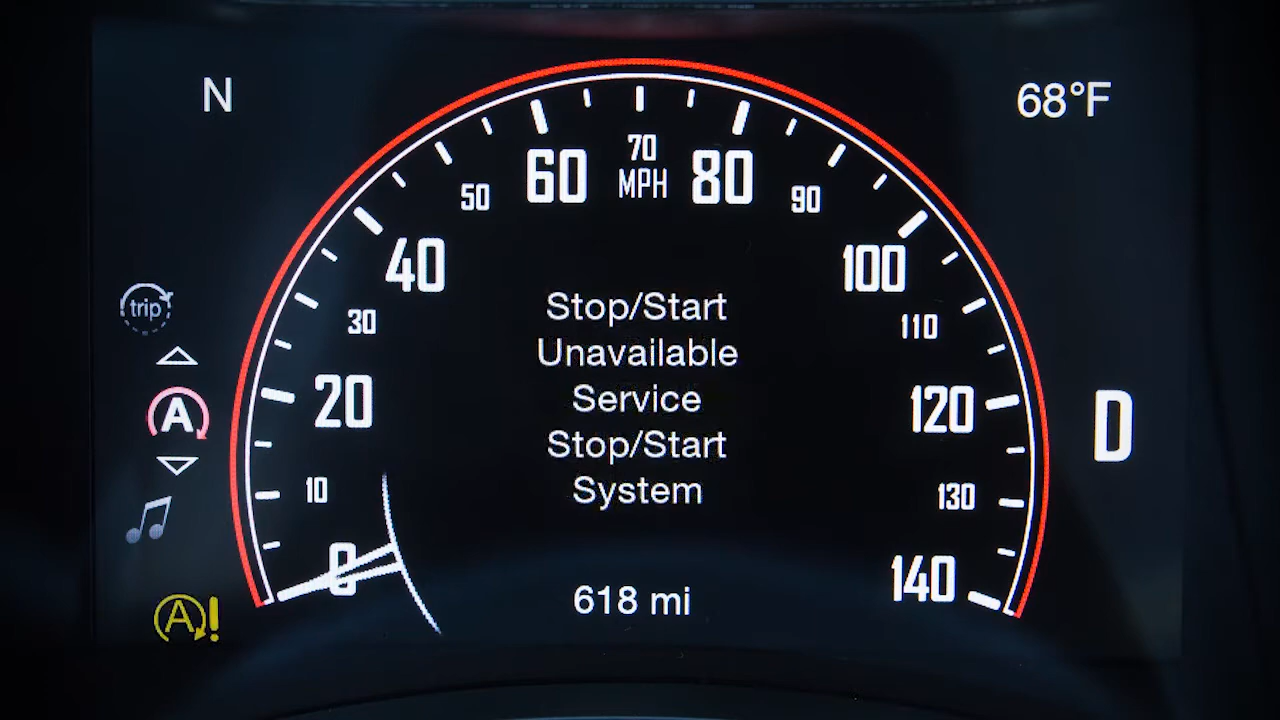 N
68°F
70
60 MPH 80
50 90
40 100
30 110
trip
Stop/Start
Unavailable
Service
Stop/Start
System
A
20 120
D
10 130
0 140
618 mi
A!